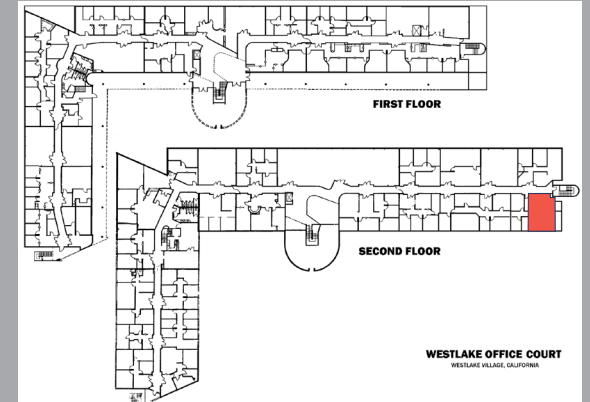 FIRST FLOOR
SECOND FLOOR
WESTLAKE OFFICE COURT
WESTLAKE VILLAGE, CALIFORNIA